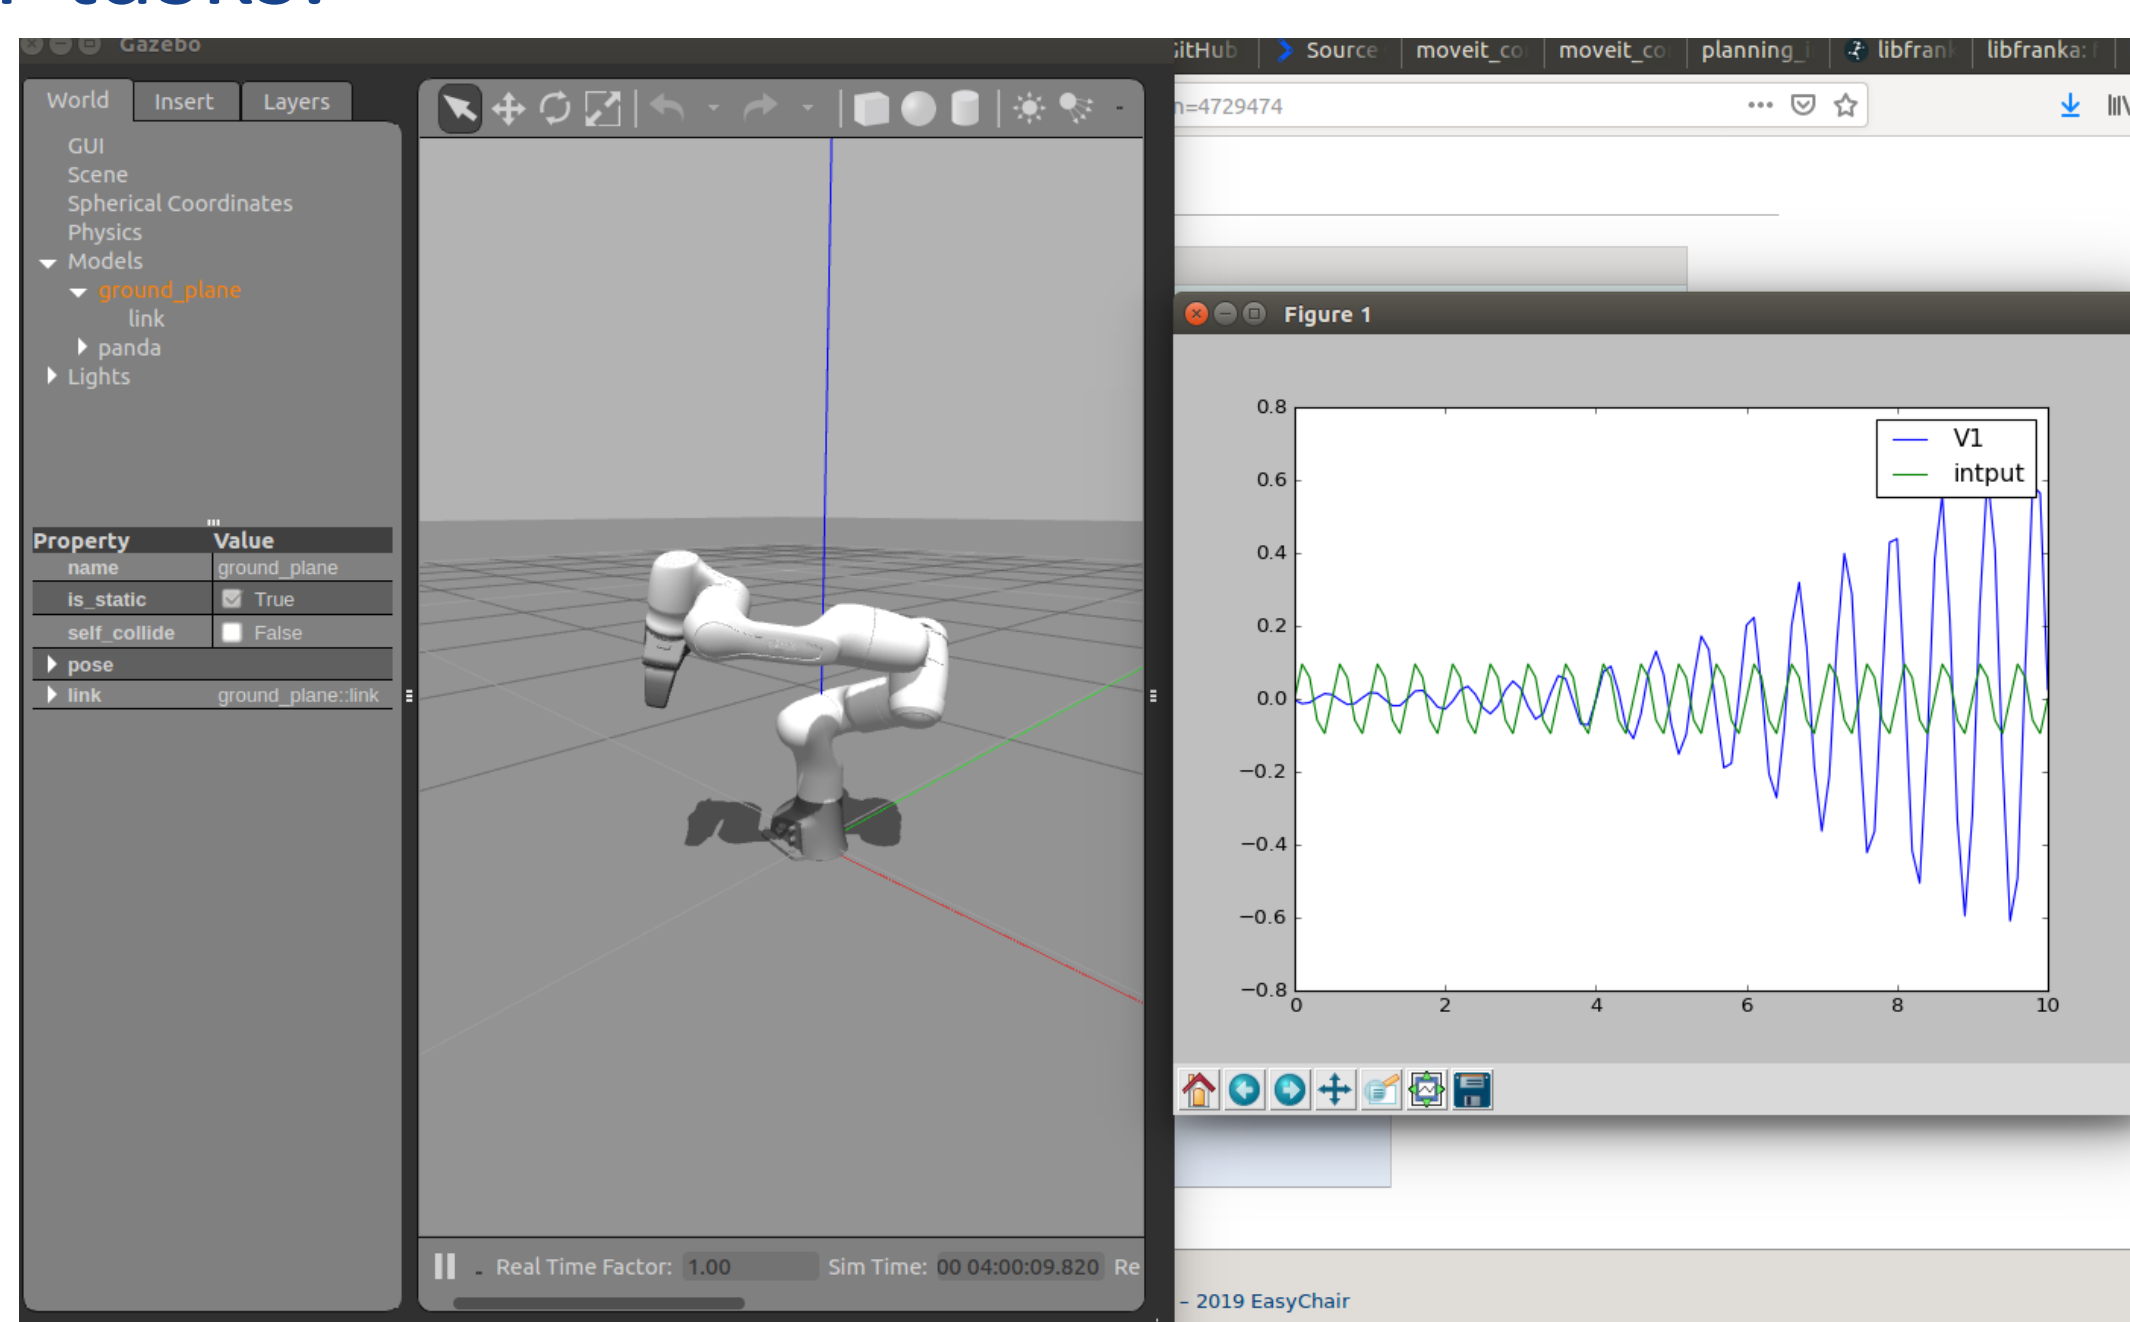 Gazebo
World Insert Layers
GUI
Scene
Spherical Coordinates
Physics
Models
ground_plane
link
panda
Lights
Property Value
name ground_plane
is_static True
self_collide False
pose
link ground_plane::link
Real Time Factor: 1.00 Sim Time: 00 04:00:09.820 Re
GitHub Source moveit_co moveit_co planning_i libfrank libfranka: f
n=4729474
Figure 1
V1
intput
0.8
0.6
0.4
0.2
0.0
−0.2
−0.4
−0.6
−0.8
0 2 4 6 8 10
– 2019 EasyChair